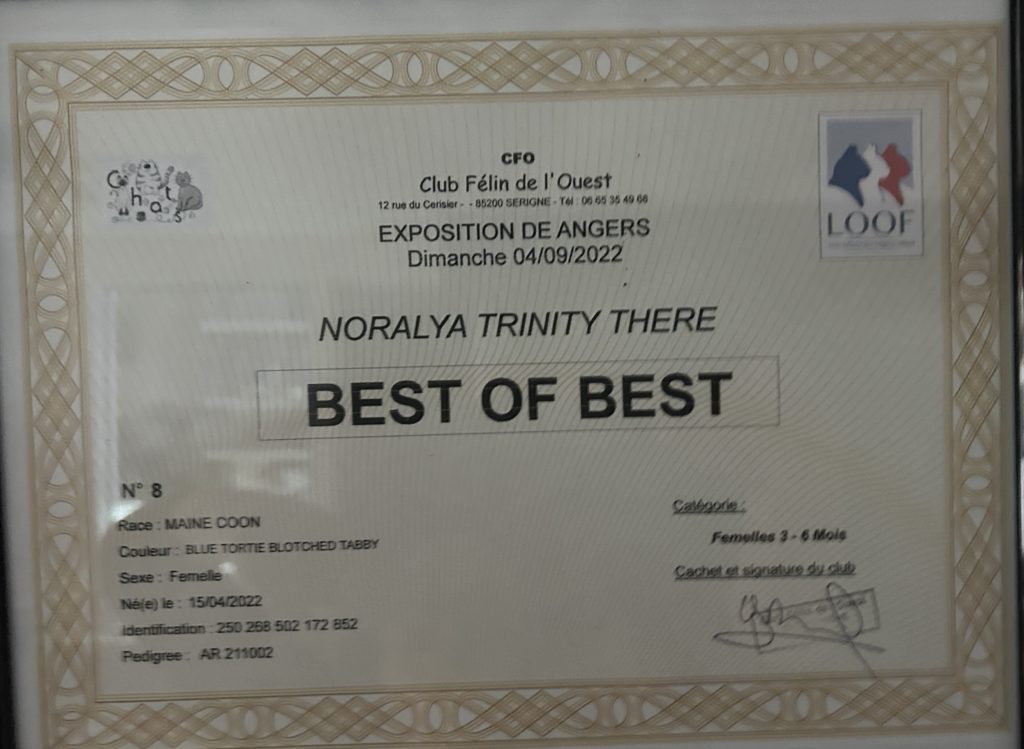 Chats
CFO
Club Félin de l'Ouest
12 rue du Cerisier - - 85200 SERIGNE - Tél : 06 65 35 49 66
EXPOSITION DE ANGERS
Dimanche 04/09/2022
LOOF
NORALYA TRINITY THERE
BEST OF BEST
N° 8
Race : MAINE COON
Couleur : BLUE TORTIE BLOTCHED TABBY
Sexe : Femelle
Né(e) le : 15/04/2022
Identification : 250 268 502 172 852
Pedigree : AR 211002
Catégorie :
Femelles 3 - 6 Mois
Cachet et signature du club